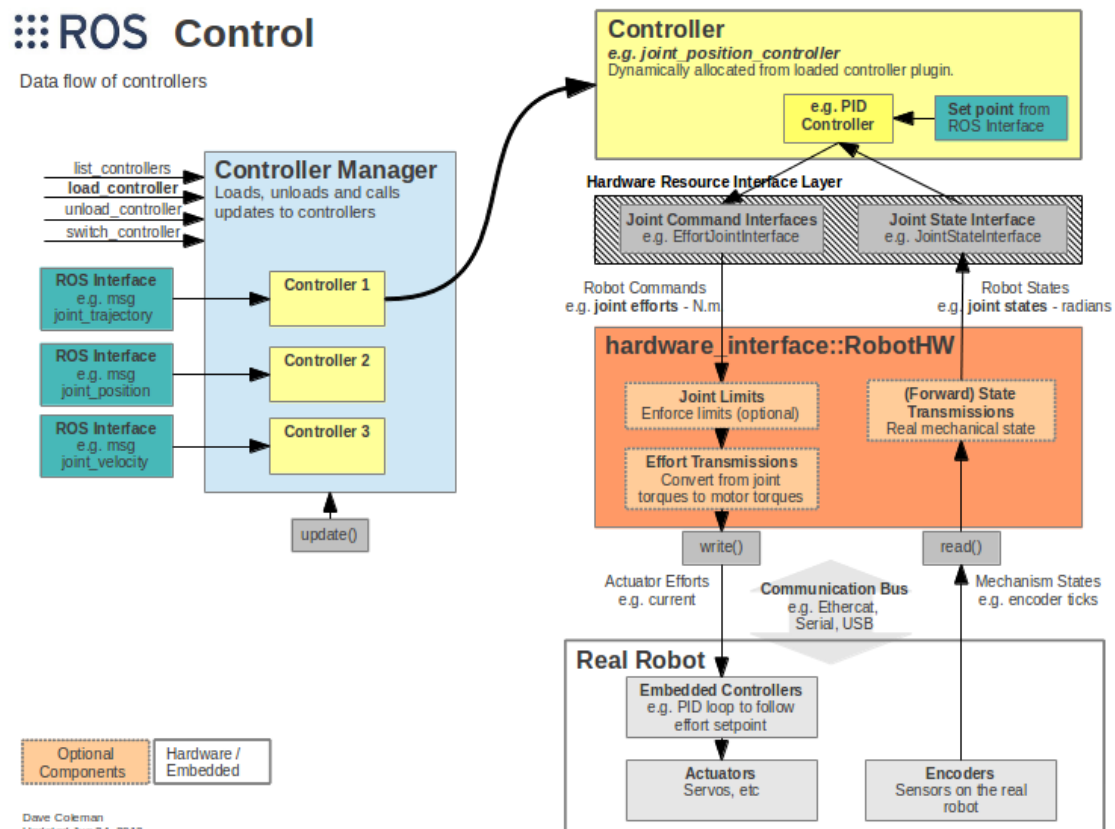 ROS Control
Data flow of controllers
list_controllers
load_controller
unload_controller
switch_controller
Controller Manager
Loads, unloads and calls
updates to controllers
ROS Interface
e.g. msg
joint_trajectory
Controller 1
ROS Interface
e.g. msg
joint_position
Controller 2
ROS Interface
e.g. msg
joint_velocity
Controller 3
update()
Controller
e.g. joint_position_controller
Dynamically allocated from loaded controller plugin.
e.g. PID
Controller
Set point from
ROS Interface
Hardware Resource Interface Layer
Joint Command Interfaces
e.g. EffortJointInterface
Joint State Interface
e.g. JointStateInterface
Robot Commands
e.g. joint efforts - N.m
Robot States
e.g. joint states - radians
hardware_interface::RobotHW
Joint Limits
Enforce limits (optional)
Effort Transmissions
Convert from joint
torques to motor torques
(Forward) State
Transmissions
Real mechanical state
write()
read()
Actuator Efforts
e.g. current
Communication Bus
e.g. Ethercat,
Serial, USB
Mechanism States
e.g. encoder ticks
Real Robot
Embedded Controllers
e.g. PID loop to follow
effort setpoint
Actuators
Servos, etc
Encoders
Sensors on the real
robot
Optional
Components
Hardware /
Embedded
Dave Coleman